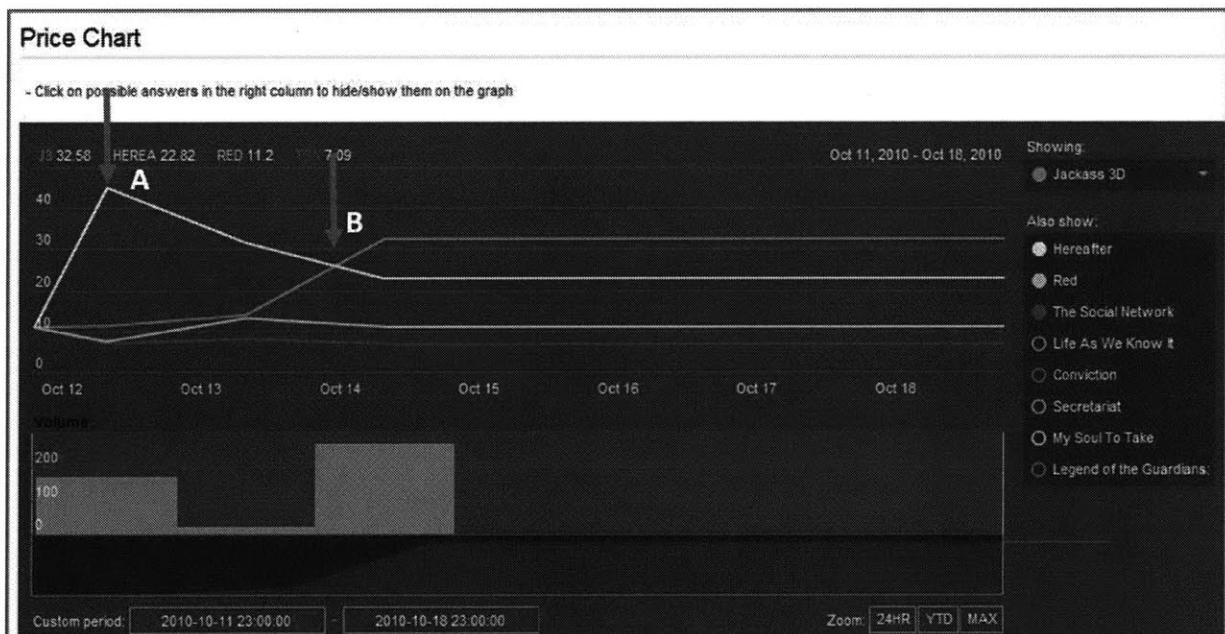 Price Chart
- Click on possible answers in the right column to hide/show them on the graph
J3 32.58 HEREA 22.82 RED 11.2 7.09
Oct 11, 2010 - Oct 18, 2010
A
B
40
30
20
10
0
Oct 12 Oct 13 Oct 14 Oct 15 Oct 16 Oct 17 Oct 18
Showing:
Jackass 3D
Also show:
Hereafter
Red
The Social Network
Life As We Know It
Conviction
Secretariat
My Soul To Take
Legend of the Guardians:
Volume
200
100
0
Custom period: 2010-10-11 23:00:00 - 2010-10-18 23:00:00
Zoom: 24HR YTD MAX